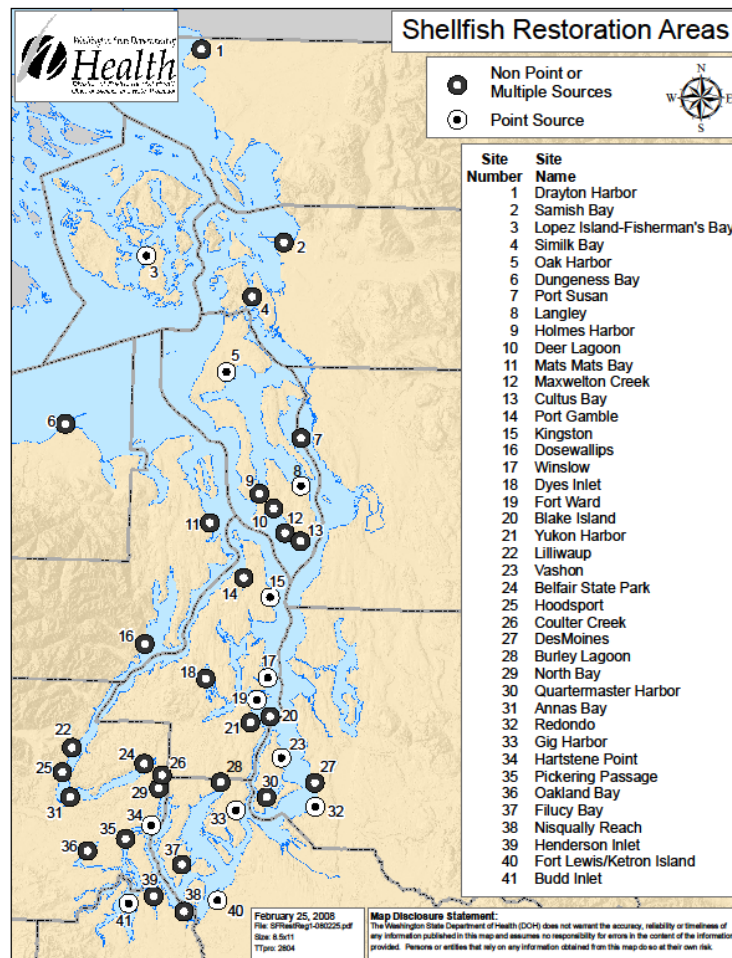 Washington State Department of
Health
Shellfish Restoration Areas
Non Point or
Multiple Sources
Point Source
N
W E
S
Site Site
Number Name
1 Drayton Harbor
2 Samish Bay
3 Lopez Island-Fisherman's Bay
4 Similk Bay
5 Oak Harbor
6 Dungeness Bay
7 Port Susan
8 Langley
9 Holmes Harbor
10 Deer Lagoon
11 Mats Mats Bay
12 Maxwelton Creek
13 Cultus Bay
14 Port Gamble
15 Kingston
16 Dosewallips
17 Winslow
18 Dyes Inlet
19 Fort Ward
20 Blake Island
21 Yukon Harbor
22 Lilliwaup
23 Vashon
24 Belfair State Park
25 Hoodsport
26 Coulter Creek
27 DesMoines
28 Burley Lagoon
29 North Bay
30 Quartermaster Harbor
31 Annas Bay
32 Redondo
33 Gig Harbor
34 Hartstene Point
35 Pickering Passage
36 Oakland Bay
37 Filucy Bay
38 Nisqually Reach
39 Henderson Inlet
40 Fort Lewis/Ketron Island
41 Budd Inlet
1
2
3
4
5
6
7
8
9
10
12
11
13
14
15
16
17
18
19
20
21
22
23
24
25
26
27
28
29
30
31
32
33
34
35
36
37
38
39
40
41
February 25, 2008
File: SFRestReg1-080225.pdf
Size: 8.5x11
TTpro: 2804
Map Disclosure Statement:
The Washington State Department of Health (DOH) does not warrant the accuracy, reliability or timeliness of
any information published in this map and assumes no responsibility for errors in the content of the information
provided. Persons or entities that rely on any information obtained from this map do so at their own risk.